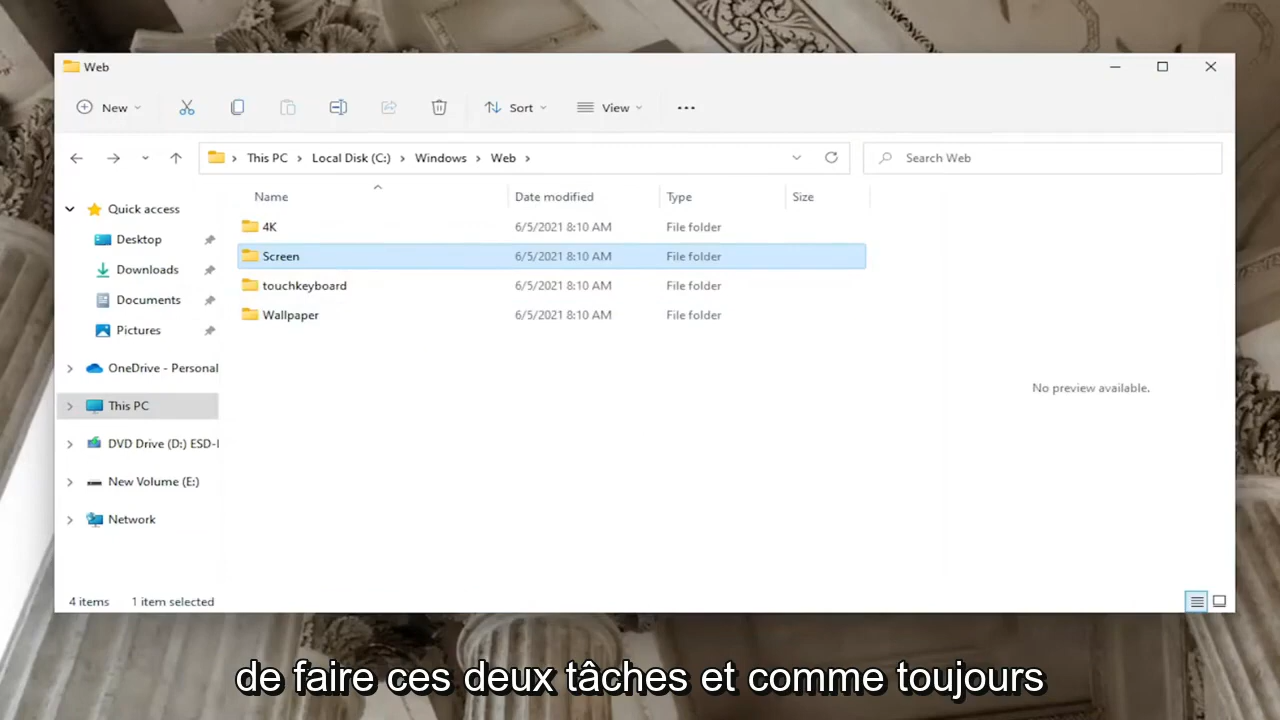 Web
New
Sort
View
This PC
Local Disk (C:)
Windows
Web
Search Web
Name
Date modified
Type
Size
Quick access
Desktop
Downloads
Documents
Pictures
OneDrive - Personal
This PC
DVD Drive (D:) ESD-I
New Volume (E:)
Network
4K 6/5/2021 8:10 AM File folder
Screen 6/5/2021 8:10 AM File folder
touchkeyboard 6/5/2021 8:10 AM File folder
Wallpaper 6/5/2021 8:10 AM File folder
No preview available.
4 items 1 item selected
de faire ces deux tâches et comme toujours